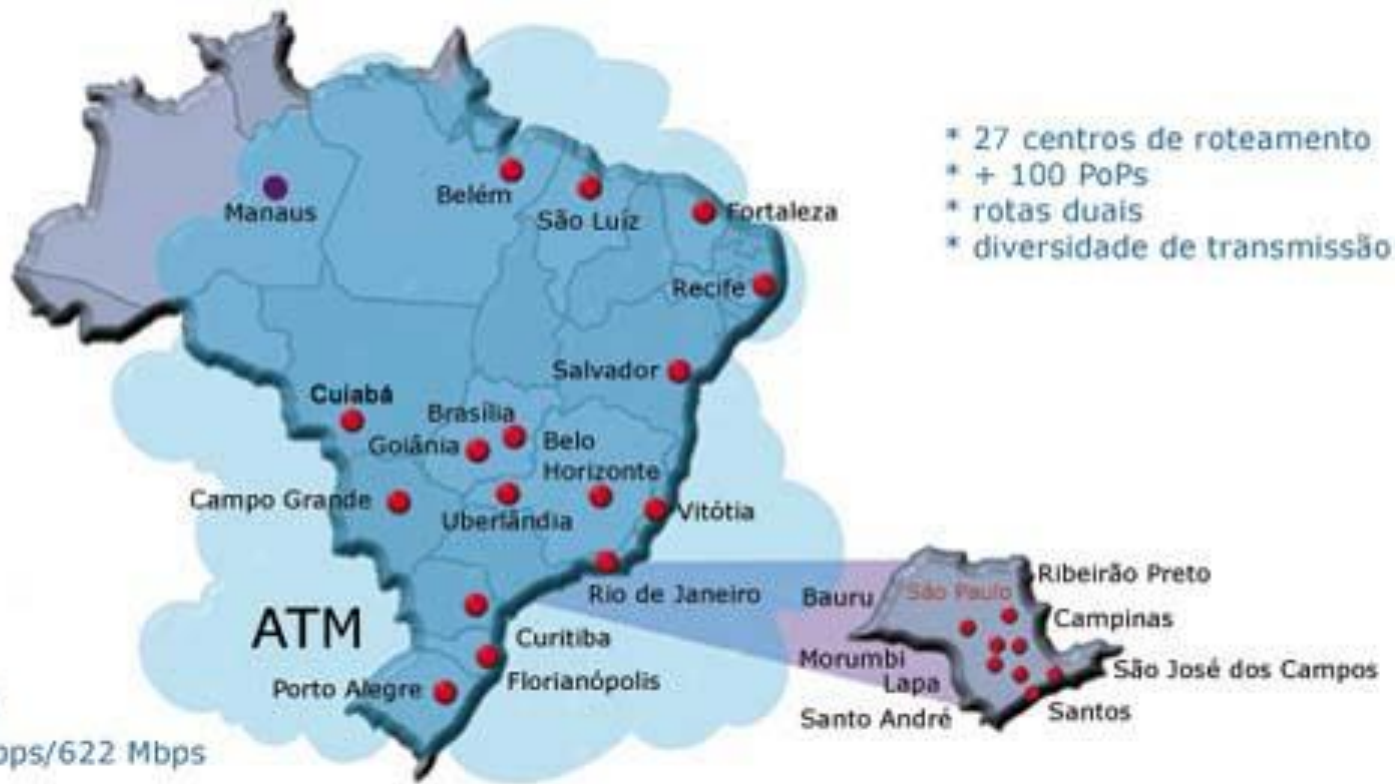 * 27 centros de roteamento
* + 100 PoPs
* rotas duais
* diversidade de transmissão
Manaus
Belém
São Luíz
Fortaleza
Recife
Salvador
Cuiabá
Brasília
Goiânia
Belo
Horizonte
Campo Grande
Uberlândia
Vitótia
Rio de Janeiro
ATM
Curitiba
Florianópolis
Porto Alegre
Bauru
São Paulo
Ribeirão Preto
Campinas
Morumbi
Lapa
São José dos Campos
Santo André
Santos
/622 Mbps